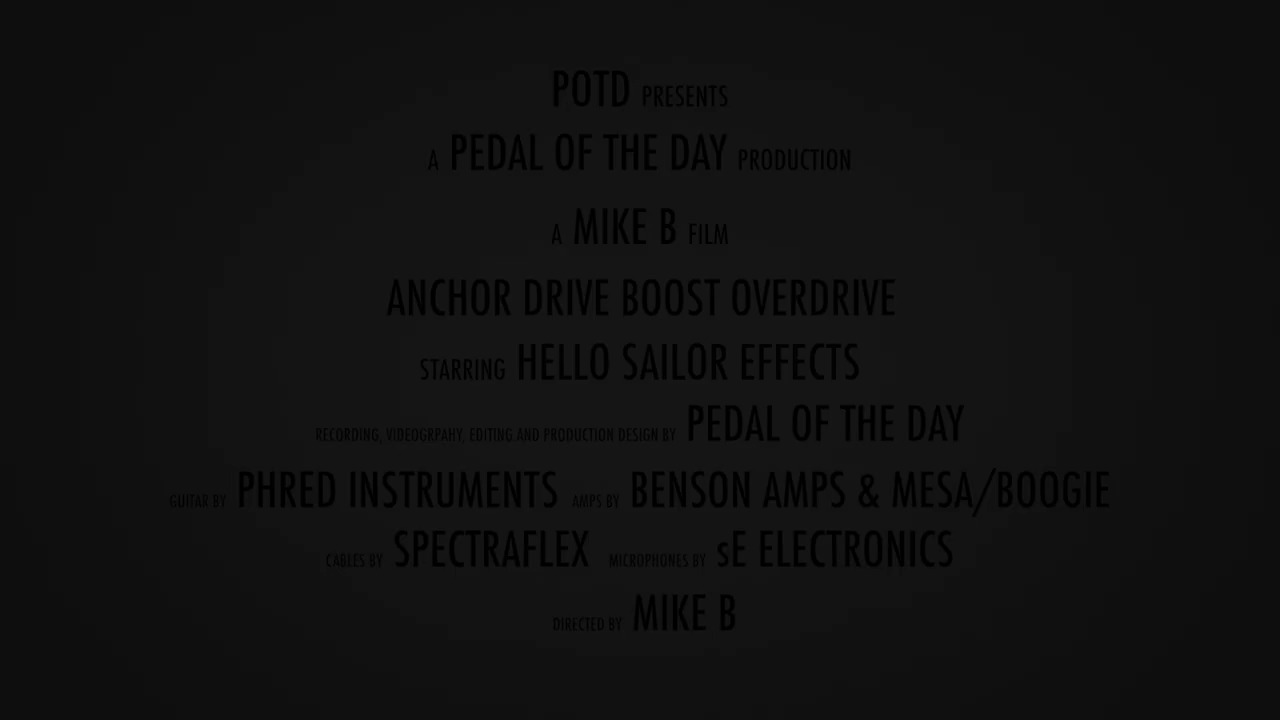 POTD PRESENTS
A PEDAL OF THE DAY PRODUCTION
A MIKE B FILM
ANCHOR DRIVE BOOST OVERDRIVE
STARRING HELLO SAILOR EFFECTS
RECORDING, VIDEOGRPAHY, EDITING AND PRODUCTION DESIGN BY PEDAL OF THE DAY
GUITAR BY PHRED INSTRUMENTS AMPS BY BENSON AMPS & MESA/BOOGIE
CABLES BY SPECTRAFLEX MICROPHONES BY sE ELECTRONICS
DIRECTED BY MIKE B